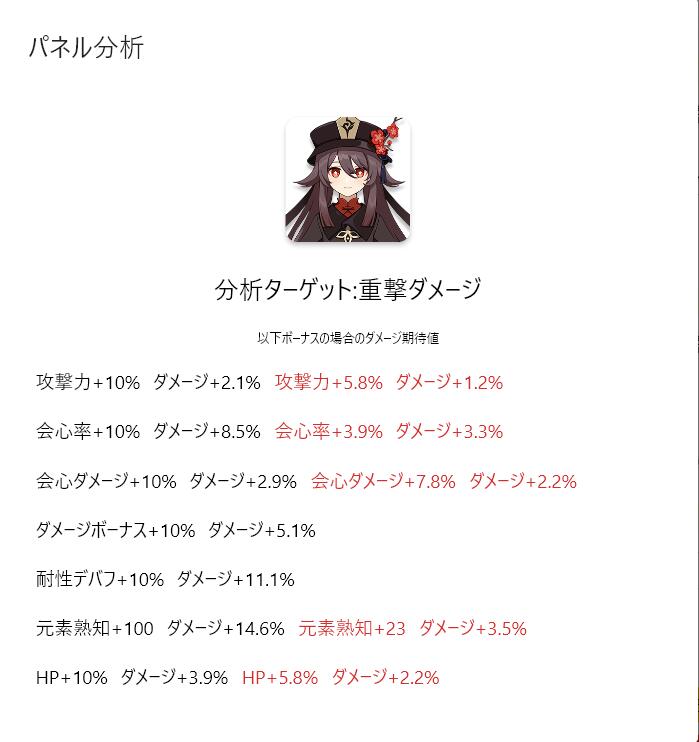 パネル分析
分析ターゲット:重撃ダメージ
以下ボーナスの場合のダメージ期待値
攻撃力+10% ダメージ+2.1% 攻撃力+5.8% ダメージ+1.2%
会心率+10% ダメージ+8.5% 会心率+3.9% ダメージ+3.3%
会心ダメージ+10% ダメージ+2.9% 会心ダメージ+7.8% ダメージ+2.2%
ダメージボーナス+10% ダメージ+5.1%
耐性デバフ+10% ダメージ+11.1%
元素熟知+100 ダメージ+14.6% 元素熟知+23 ダメージ+3.5%
HP+10% ダメージ+3.9% HP+5.8% ダメージ+2.2%